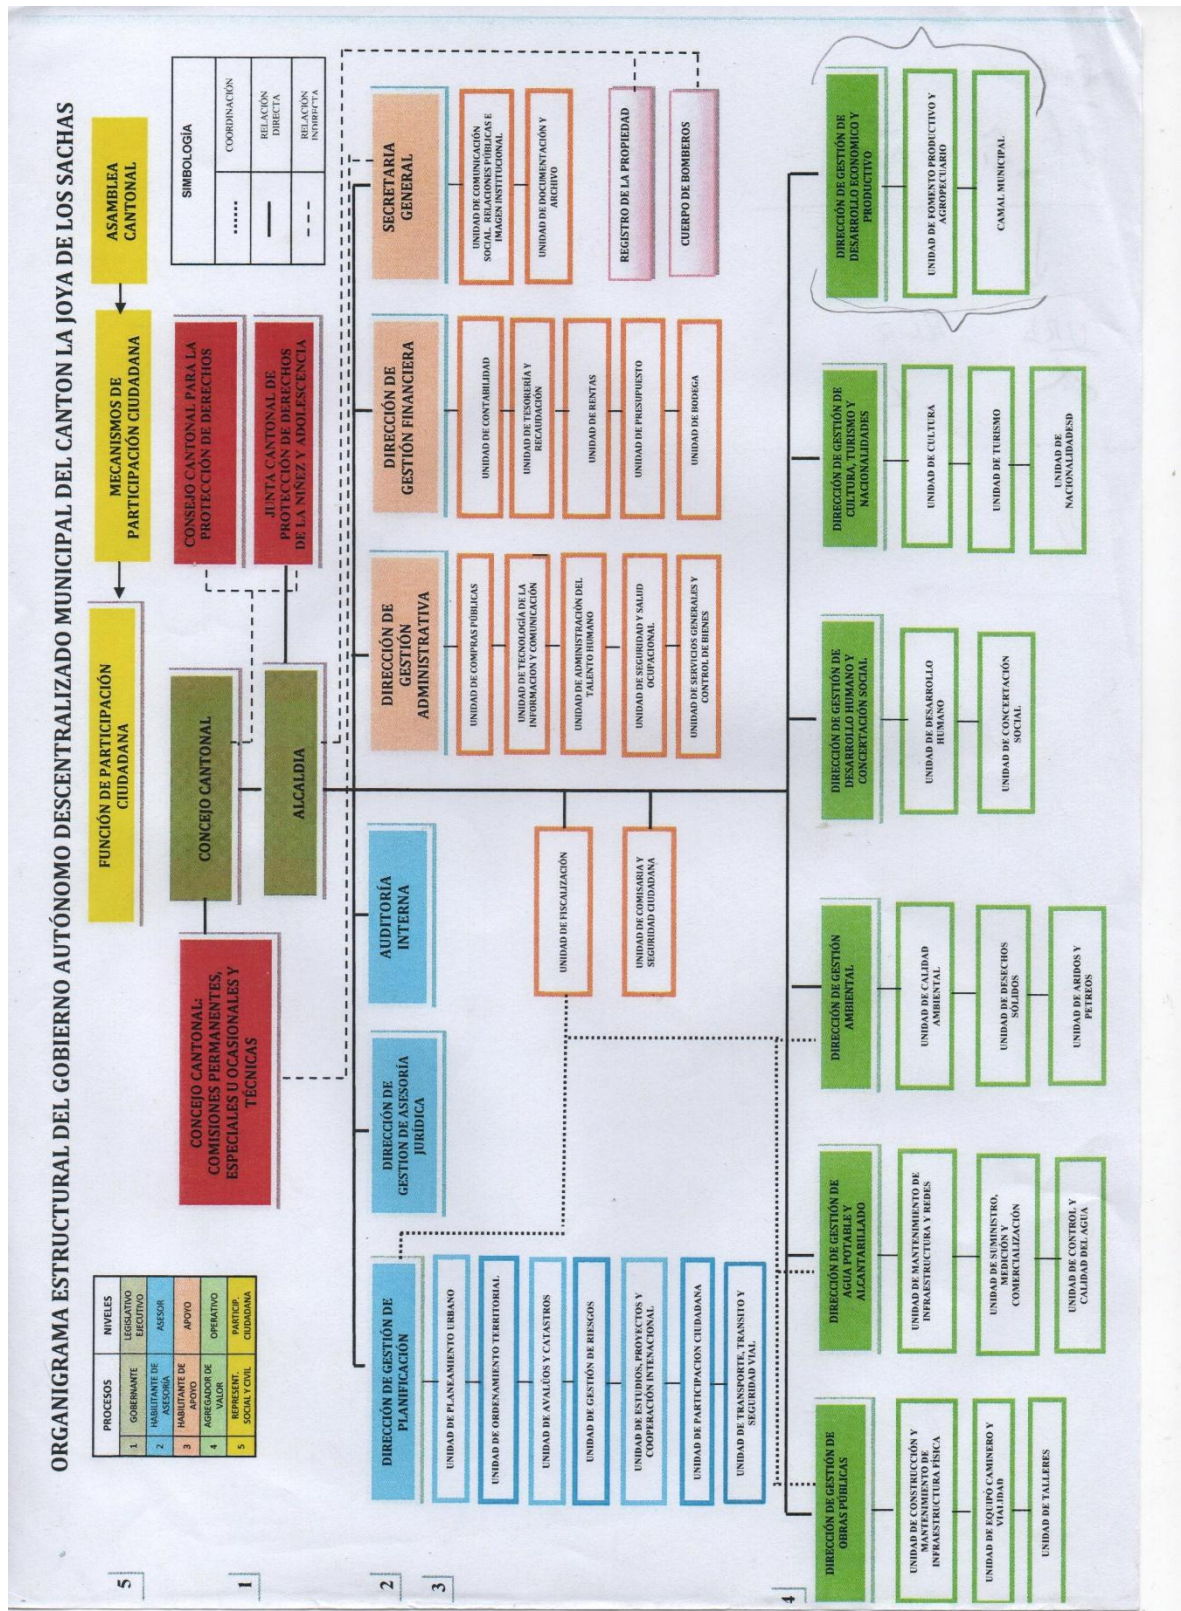 ORGANIGRAMA ESTRUCTURAL DEL GOBIERNO AUTÓNOMO DESCENTRALIZADO MUNICIPAL DEL CANTON LA JOYA DE LOS SACHAS
PROCESOS
NIVELES
1
GOBERNANTE
LEGISLATIVO
EJECUTIVO
2
HABILITANTE DE
ASESORÍA
ASESOR
3
HABILITANTE DE
APOYO
APOYO
4
AGREGADOR DE
VALOR
OPERATIVO
5
REPRESENT.
SOCIAL Y CIVIL
PARTICIP.
CIUDADANA
5
FUNCIÓN DE PARTICIPACIÓN
CIUDADANA
MECANISMOS DE
PARTICIPACIÓN CIUDADANA
ASAMBLEA
CANTONAL
SIMBOLOGÍA
COORDINACIÓN
RELACIÓN
DIRECTA
RELACIÓN
INDIRECTA
1
CONCEJO CANTONAL:
COMISIONES PERMANENTES,
ESPECIALES U OCASIONALES Y
TÉCNICAS
CONCEJO CANTONAL
ALCALDIA
CONSEJO CANTONAL PARA LA
PROTECCIÓN DE DERECHOS
JUNTA CANTONAL DE
PROTECCIÓN DE DERECHOS
DE LA NIÑEZ Y ADOLESCENCIA
2
3
DIRECCIÓN DE GESTIÓN DE
PLANIFICACIÓN
UNIDAD DE PLANEAMIENTO URBANO
UNIDAD DE ORDENAMIENTO TERRITORIAL
UNIDAD DE AVALÚOS Y CATASTROS
UNIDAD DE GESTIÓN DE RIESGOS
UNIDAD DE ESTUDIOS, PROYECTOS Y
COOPERACIÓN INTENACIONAL
UNIDAD DE PARTICIPACION CIUDADANA
UNIDAD DE TRANSPORTE, TRANSITO Y
SEGURIDAD VIAL
DIRECCIÓN DE
GESTION DE ASESORÍA
JURÍDICA
AUDITORÍA
INTERNA
UNIDAD DE FISCALIZACIÓN
UNIDAD DE COMISARIA Y
SEGURIDAD CIUDADANA
DIRECCIÓN DE
GESTIÓN
ADMINISTRATIVA
UNIDAD DE COMPRAS PÚBLICAS
UNIDAD DE TECNOLOGÍA DE LA
INFORMACION Y COMUNICACIÓN
UNIDAD DE ADMINISTRACIÓN DEL
TALENTO HUMANO
UNIDAD DE SEGURIDAD Y SALUD
OCUPACIONAL
UNIDAD DE SERVICIOS GENERALES Y
CONTROL DE BIENES
DIRECCIÓN DE
GESTIÓN FINANCIERA
UNIDAD DE CONTABILIDAD
UNIDAD DE TESORERÍA Y
RECAUDACIÓN
UNIDAD DE RENTAS
UNIDAD DE PRESUPUESTO
UNIDAD DE BODEGA
SECRETARIA
GENERAL
UNIDAD DE COMUNICACIÓN
SOCIAL RELACIONES PÚBLICAS E
IMAGEN INSTITUCIONAL
UNIDAD DE DOCUMENTACIÓN Y
ARCHIVO
REGISTRO DE LA PROPIEDAD
CUERPO DE BOMBEROS
4
DIRECCIÓN DE GESTIÓN DE
OBRAS PÚBLICAS
UNIDAD DE CONSTRUCCIÓN Y
MANTENIMIENTO DE
INFRAESTRUCTURA FÍSICA
UNIDAD DE EQUIPÓ CAMINERO Y
VIALIDAD
UNIDAD DE TALLERES
DIRECCIÓN DE GESTIÓN DE
AGUA POTABLE Y
ALCANTARILLADO
UNIDAD DE MANTENIMIENTO DE
INFRAESTRUCTURA Y REDES
UNIDAD DE SUMINISTRO,
MEDICIÓN Y
COMERCIALIZACIÓN
UNIDAD DE CONTROL Y
CALIDAD DEL AGUA
DIRECCIÓN DE GESTIÓN
AMBIENTAL
UNIDAD DE CALIDAD
AMBIENTAL
UNIDAD DE DESECHOS
SÓLIDOS
UNIDAD DE ARIDOS Y
PETREOS
DIRECCIÓN DE GESTIÓN DE
DESARROLLO HUMANO Y
CONCERTACIÓN SOCIAL
UNIDAD DE DESARROLLO
HUMANO
UNIDAD DE CONCERTACIÓN
SOCIAL
DIRECCIÓN DE GESTIÓN DE
CULTURA, TURISMO Y
NACIONALIDADES
UNIDAD DE CULTURA
UNIDAD DE TURISMO
UNIDAD DE
NACIONALIDADESD
DIRECCIÓN DE GESTIÓN DE
DESARROLLO ECONOMICO Y
PRODUCTIVO
UNIDAD DE FOMENTO PRODUCTIVO Y
AGROPECUARIO
CAMAL MUNICIPAL